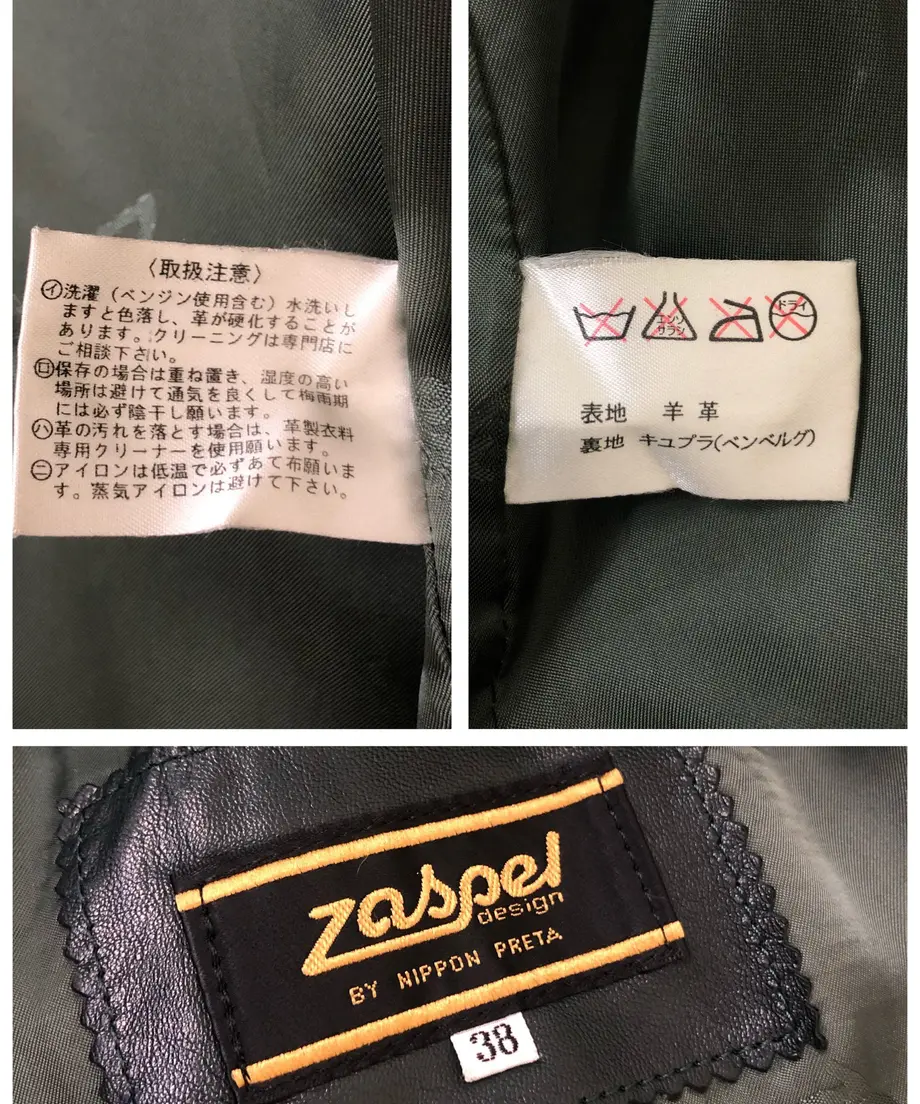 〈取扱注意〉
㋑洗濯（ベンジン使用含む）水洗いし
ますと色落し、革が硬化することが
あります。クリーニングは専門店に
ご相談下さい。
㋺保存の場合は重ね置き、湿度の高い
場所は避けて通気を良くして梅雨期
には必ず陰干し願います。
㋩革の汚れを落とす場合は、革製衣料
専用クリーナーを使用願います。
㋥アイロンは低温で必ずあて布願いま
す。蒸気アイロンは避けて下さい。
エンソ
サラシ
ドライ
表地 羊革
裏地 キュプラ(ベンベルグ)
zaspel
design
BY NIPPON PRETA
38